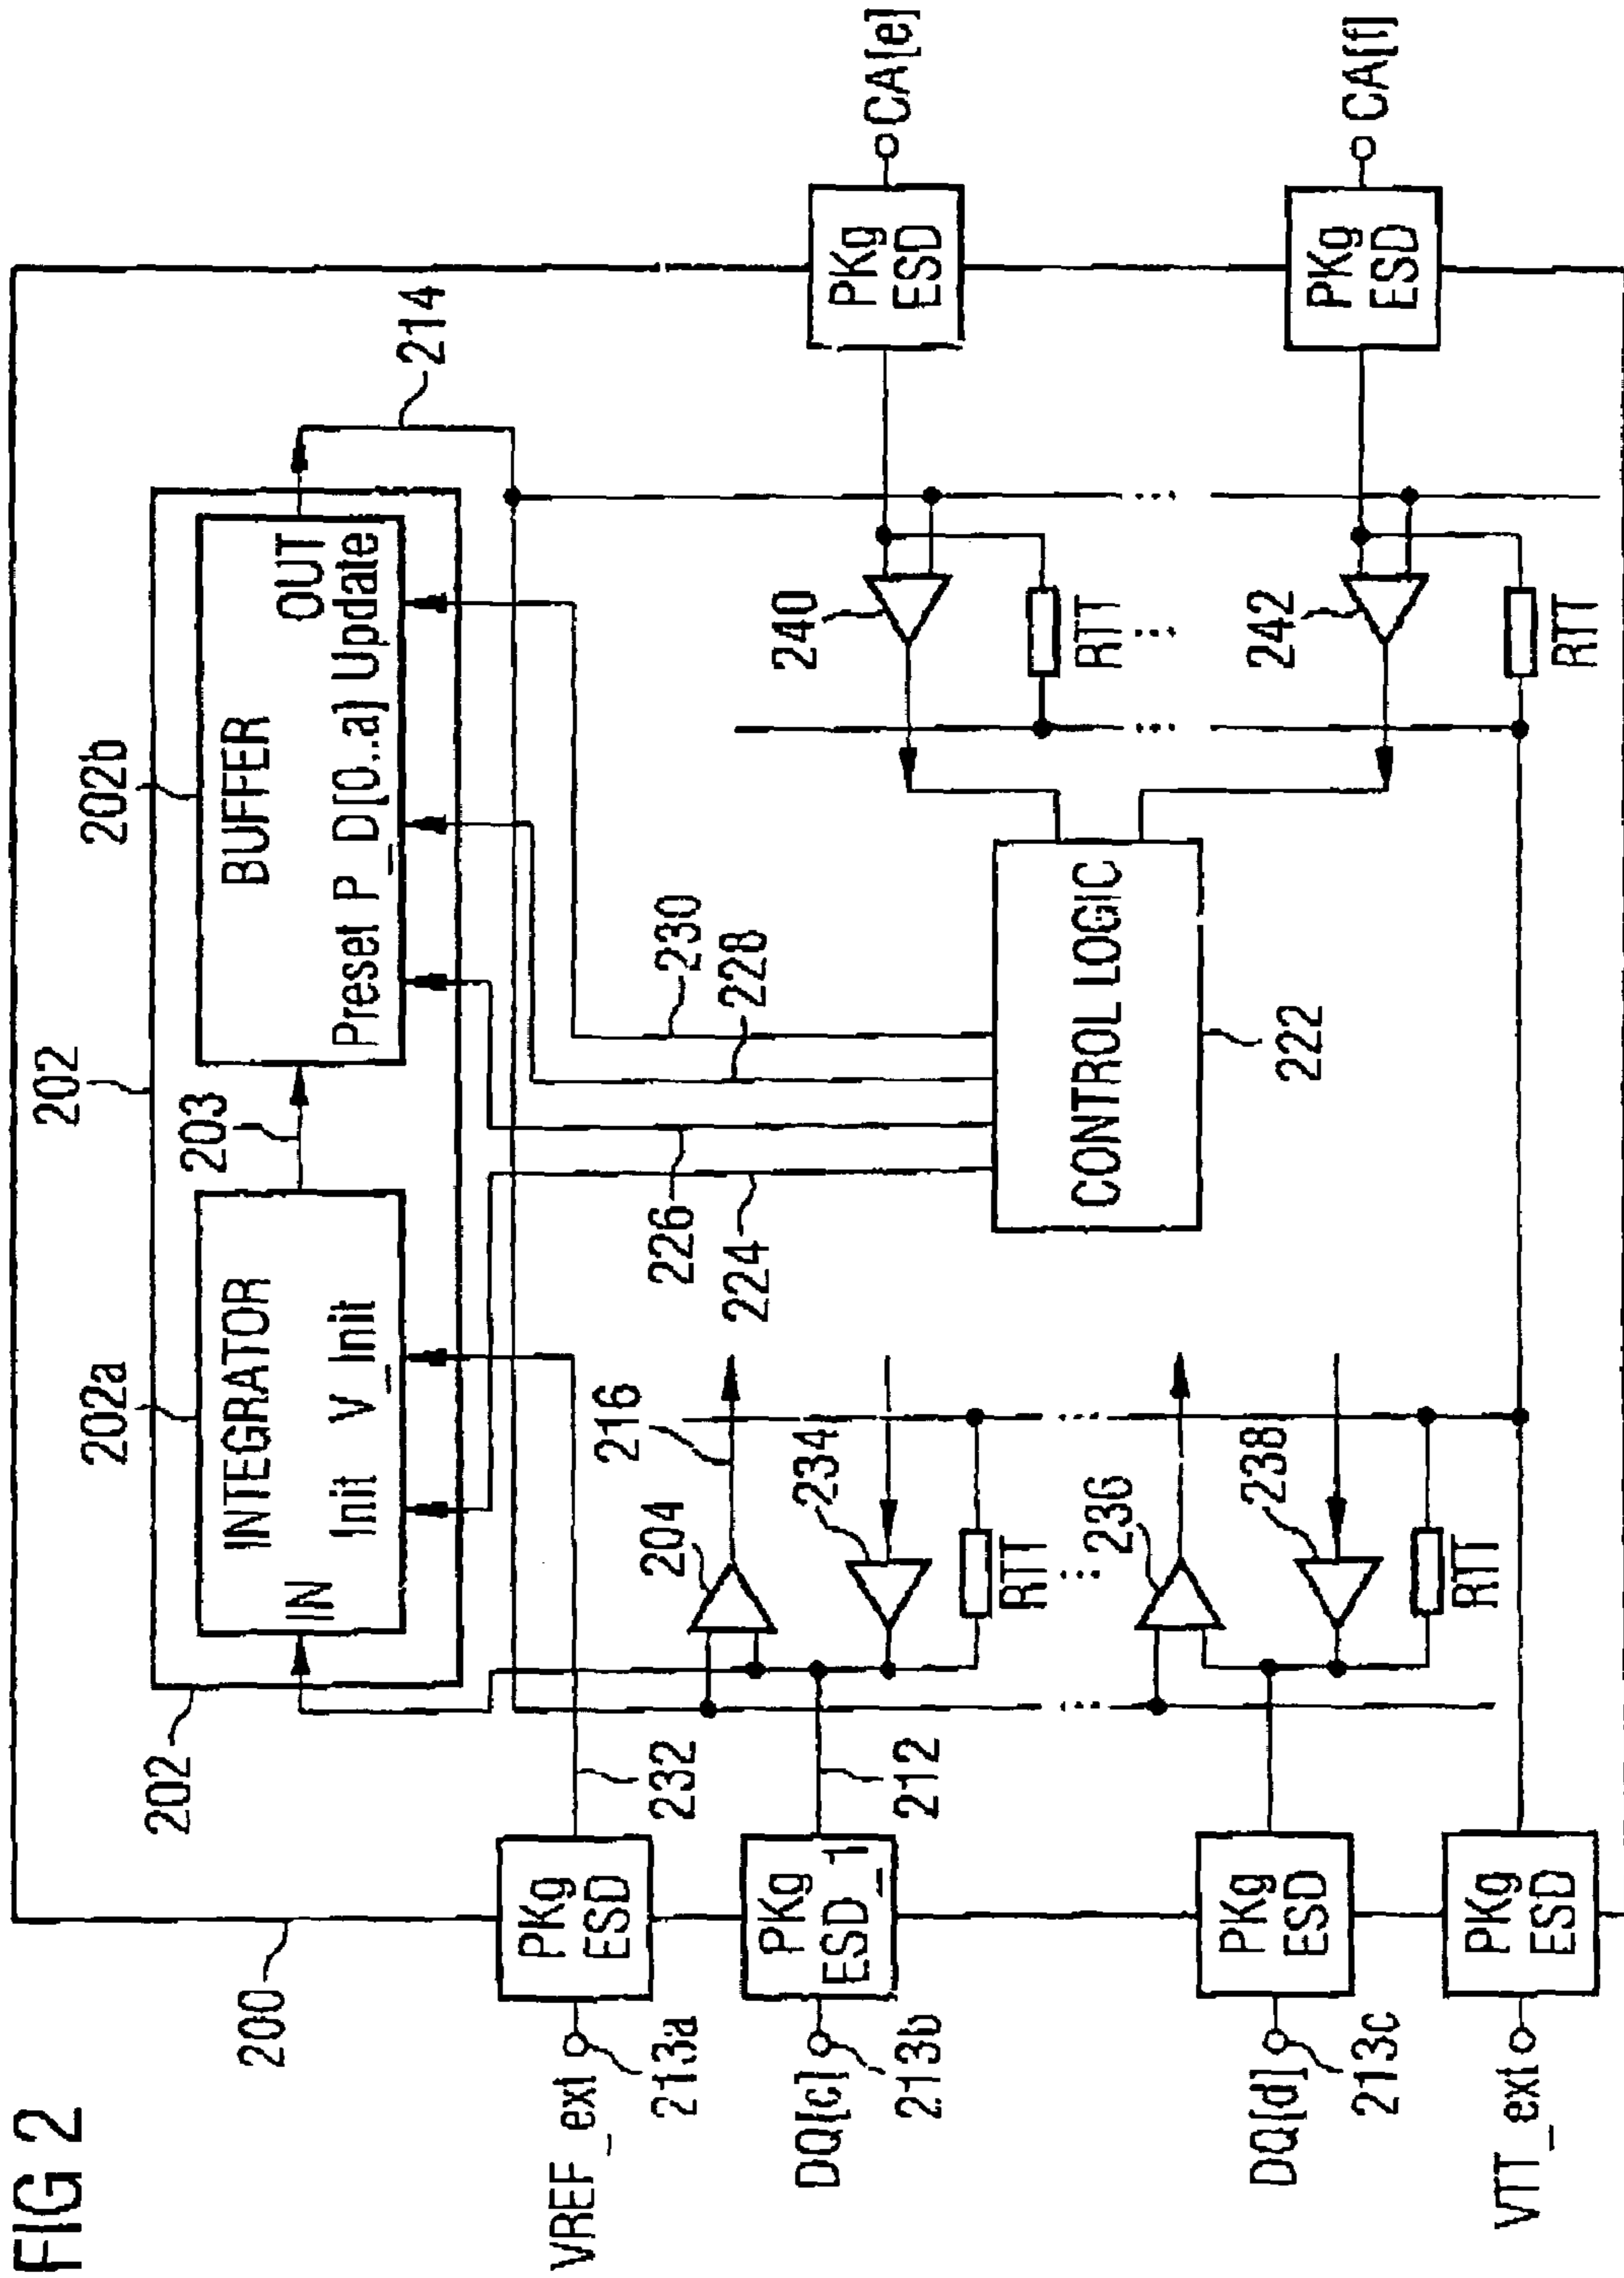 FIG 2
202
202
202a
203
202b
INTEGRATOR
IN
Init V_Init
BUFFER
OUT
Preset P_D[0..a] Update
214
200
VREF_ext
213a
PKg
ESD
232
204
216
226
224
230
228
DQ[c]
213b
PKg
ESD_1
212
234
RTT
CONTROL LOGIC
222
240
RTT
PKg
ESD
CA[e]
DQ[d]
213c
PKg
ESD
236
238
RTT
242
RTT
PKg
ESD
CA[f]
VTT_ext
PKg
ESD